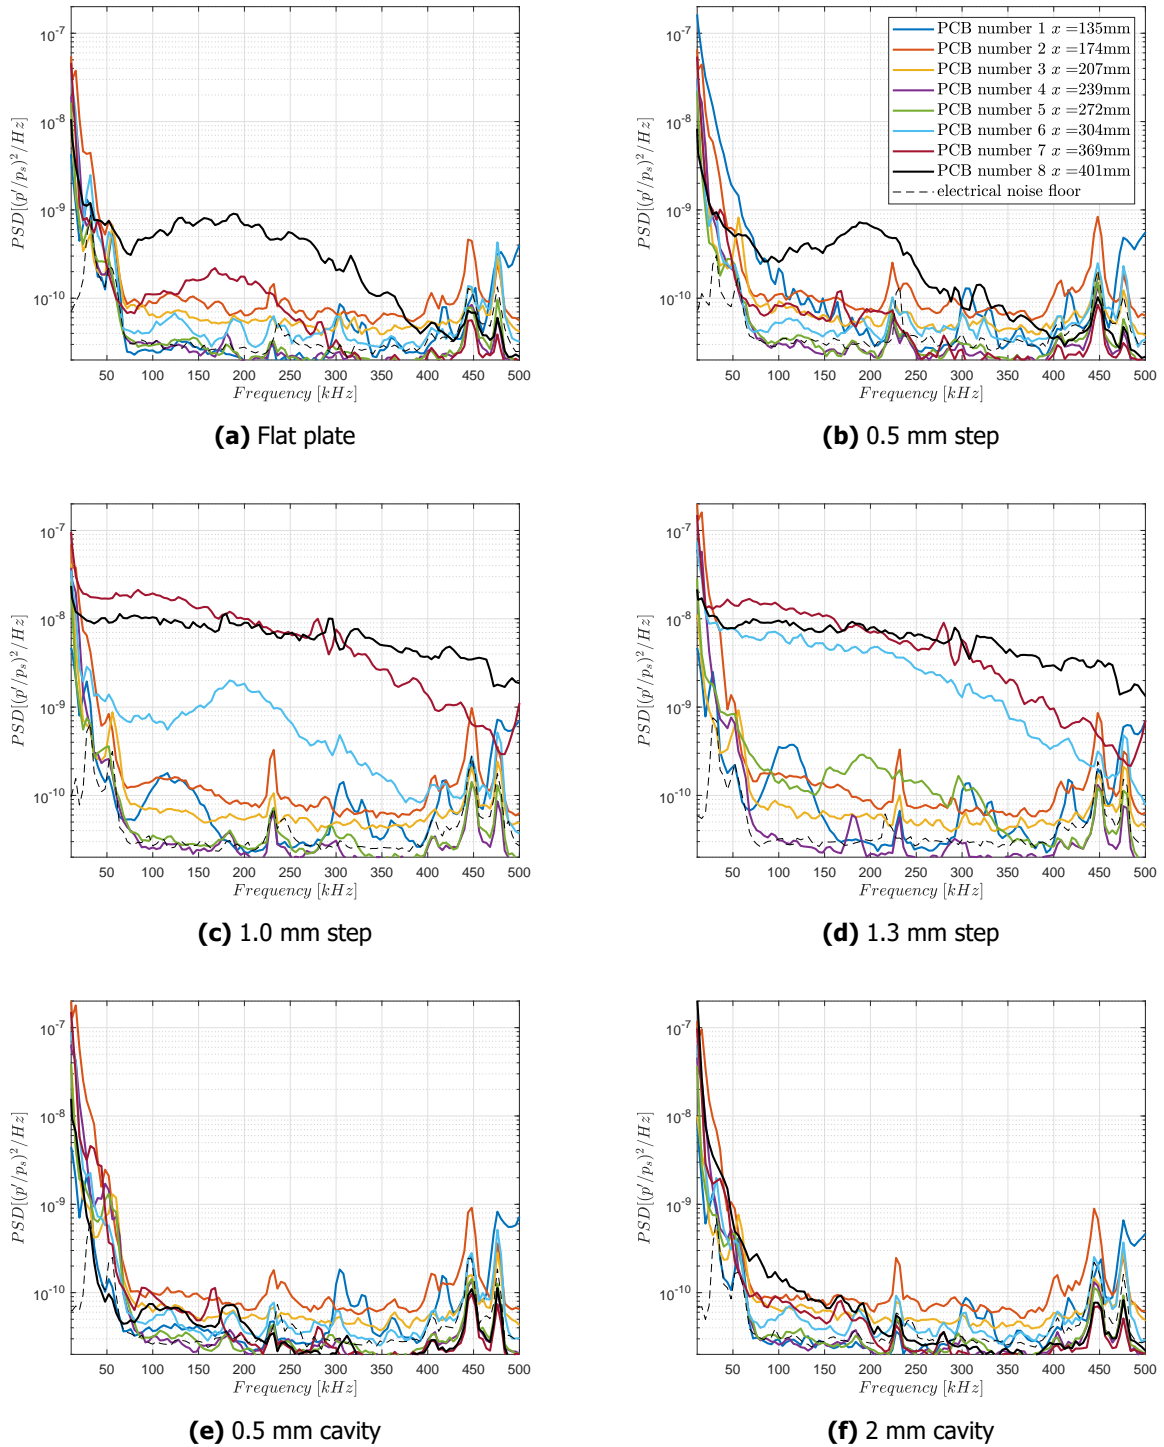 10-7
10-8
10-9
10-10
PSD[(p′/ps)2/Hz]
50 100 150 200 250 300 350 400 450 500
Frequency [kHz]
(a) Flat plate
10-7
10-8
10-9
10-10
PSD[(p′/ps)2/Hz]
PCB number 1 x =135mm
PCB number 2 x =174mm
PCB number 3 x =207mm
PCB number 4 x =239mm
PCB number 5 x =272mm
PCB number 6 x =304mm
PCB number 7 x =369mm
PCB number 8 x =401mm
electrical noise floor
50 100 150 200 250 300 350 400 450 500
Frequency [kHz]
(b) 0.5 mm step
10-7
10-8
10-9
10-10
PSD[(p′/ps)2/Hz]
50 100 150 200 250 300 350 400 450 500
Frequency [kHz]
(c) 1.0 mm step
10-7
10-8
10-9
10-10
PSD[(p′/ps)2/Hz]
50 100 150 200 250 300 350 400 450 500
Frequency [kHz]
(d) 1.3 mm step
10-7
10-8
10-9
10-10
PSD[(p′/ps)2/Hz]
50 100 150 200 250 300 350 400 450 500
Frequency [kHz]
(e) 0.5 mm cavity
10-7
10-8
10-9
10-10
PSD[(p′/ps)2/Hz]
50 100 150 200 250 300 350 400 450 500
Frequency [kHz]
(f) 2 mm cavity